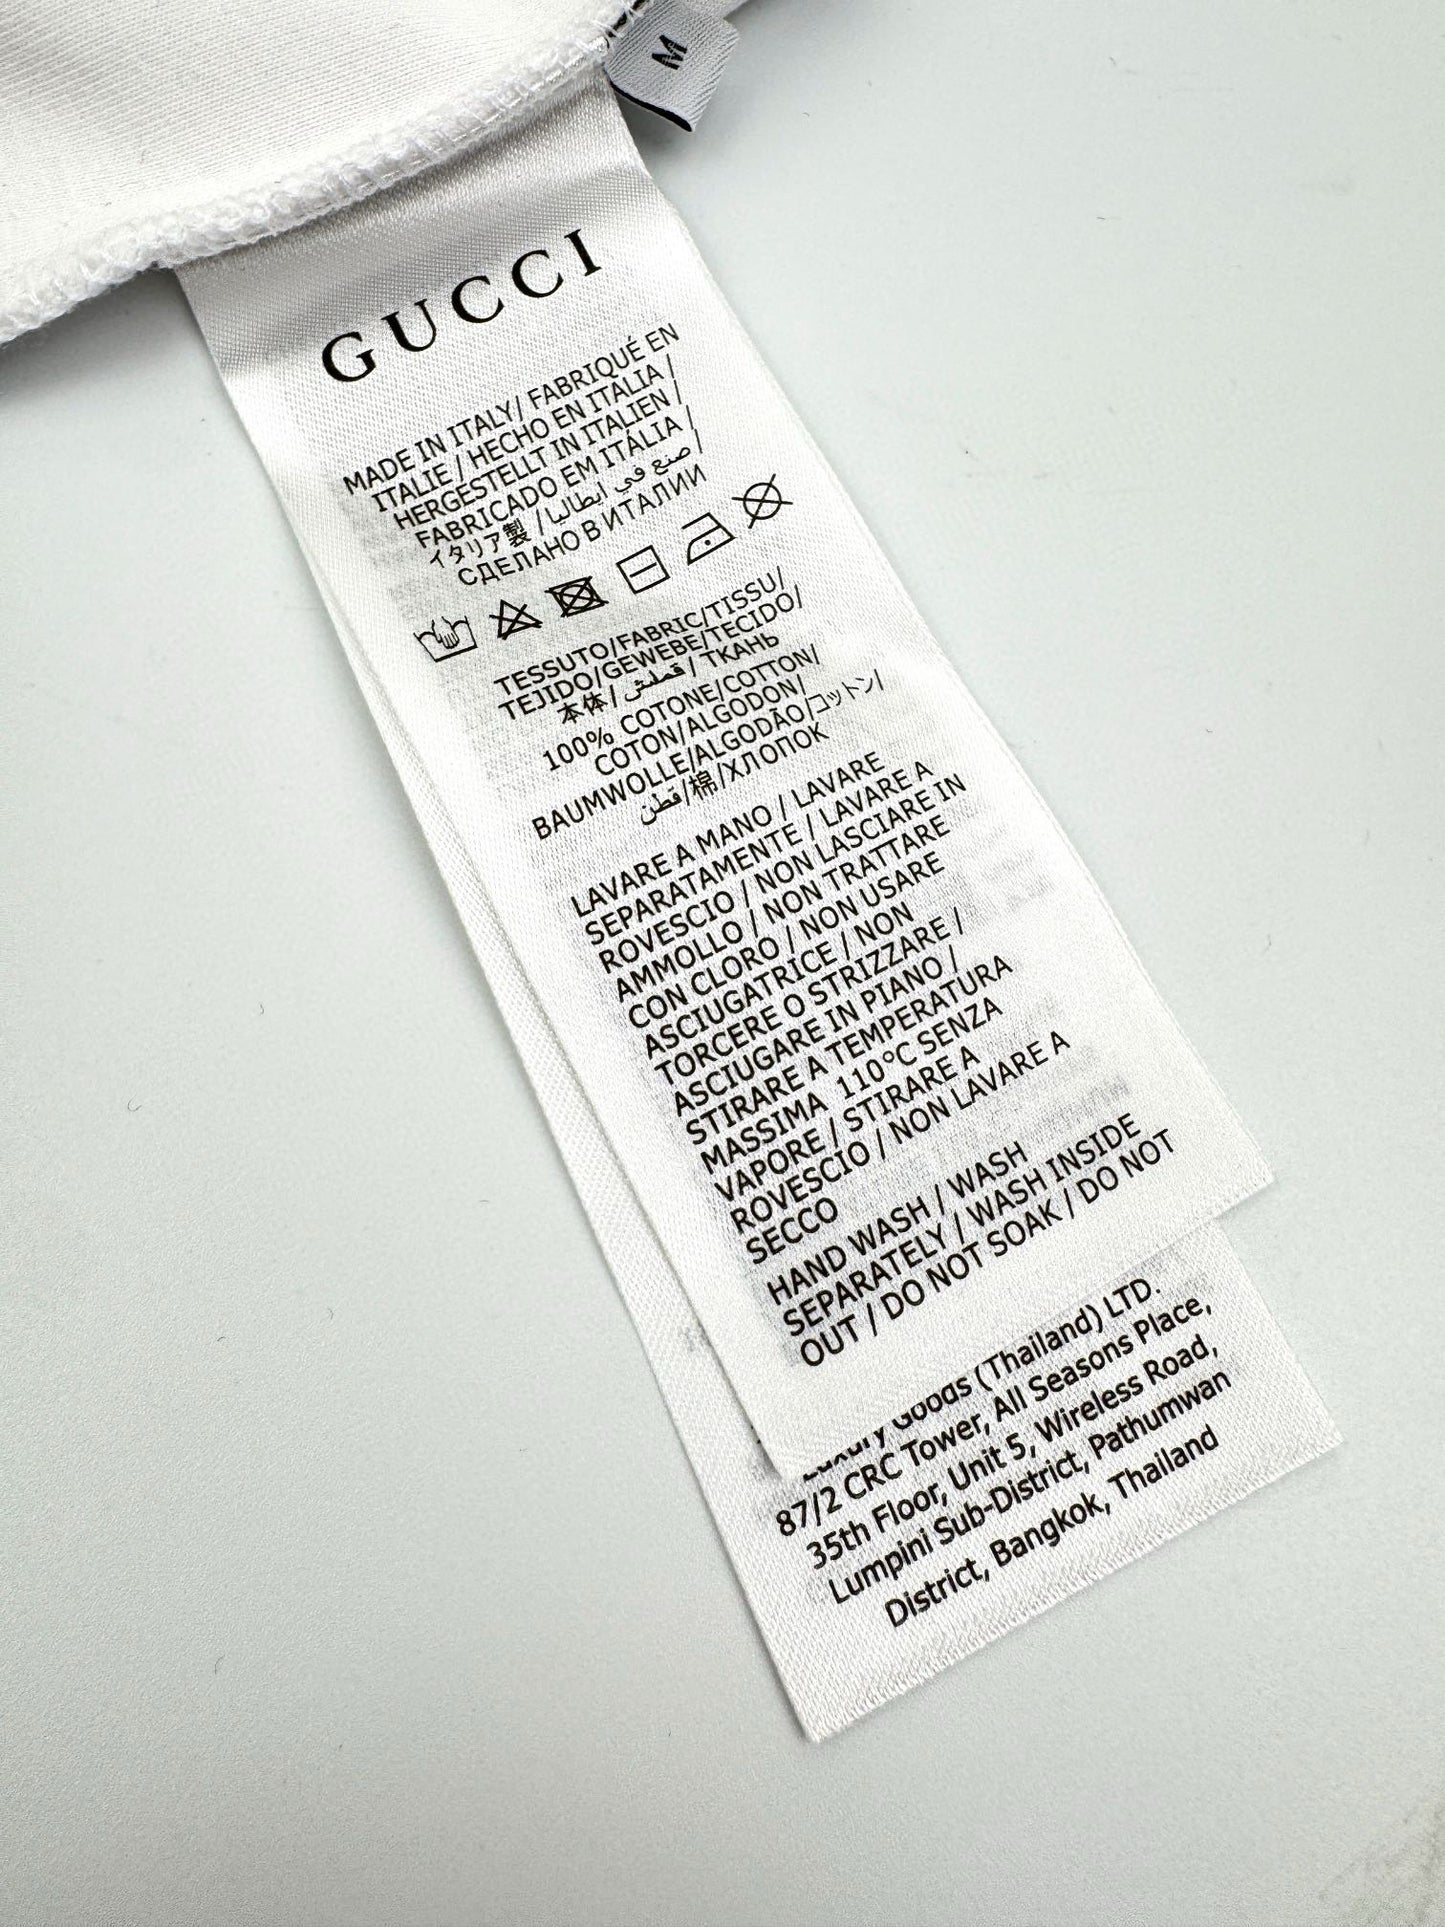 M
GUCCI
MADE IN ITALY/ FABRIQUÉ EN
ITALIE / HECHO EN ITALIA /
HERGESTELLT IN ITALIEN /
FABRICADO EM ITÁLIA /
イタリア製 / صنع في ايطاليا /
СДЕЛАНО В ИТАЛИИ
TESSUTO/FABRIC/TISSU/
TEJIDO/GEWEBE/TECIDO/
本体/قملش/ТКАНЬ
100% COTONE/COTTON/
COTON/ALGODON/
BAUMWOLLE/ALGODÃO/コットン/
قطن/棉/ХЛОПОК
LAVARE A MANO / LAVARE
SEPARATAMENTE / LAVARE A
ROVESCIO / NON LASCIARE IN
AMMOLLO / NON TRATTARE
CON CLORO / NON USARE
ASCIUGATRICE / NON
TORCERE O STRIZZARE /
ASCIUGARE IN PIANO /
STIRARE A TEMPERATURA
MASSIMA 110°C SENZA
VAPORE / STIRARE A
ROVESCIO / NON LAVARE A
SECCO
HAND WASH / WASH
SEPARATELY / WASH INSIDE
OUT / DO NOT SOAK / DO NOT
Luxury Goods (Thailand) LTD.
87/2 CRC Tower, All Seasons Place,
35th Floor, Unit 5, Wireless Road,
Lumpini Sub-District, Pathumwan
District, Bangkok, Thailand